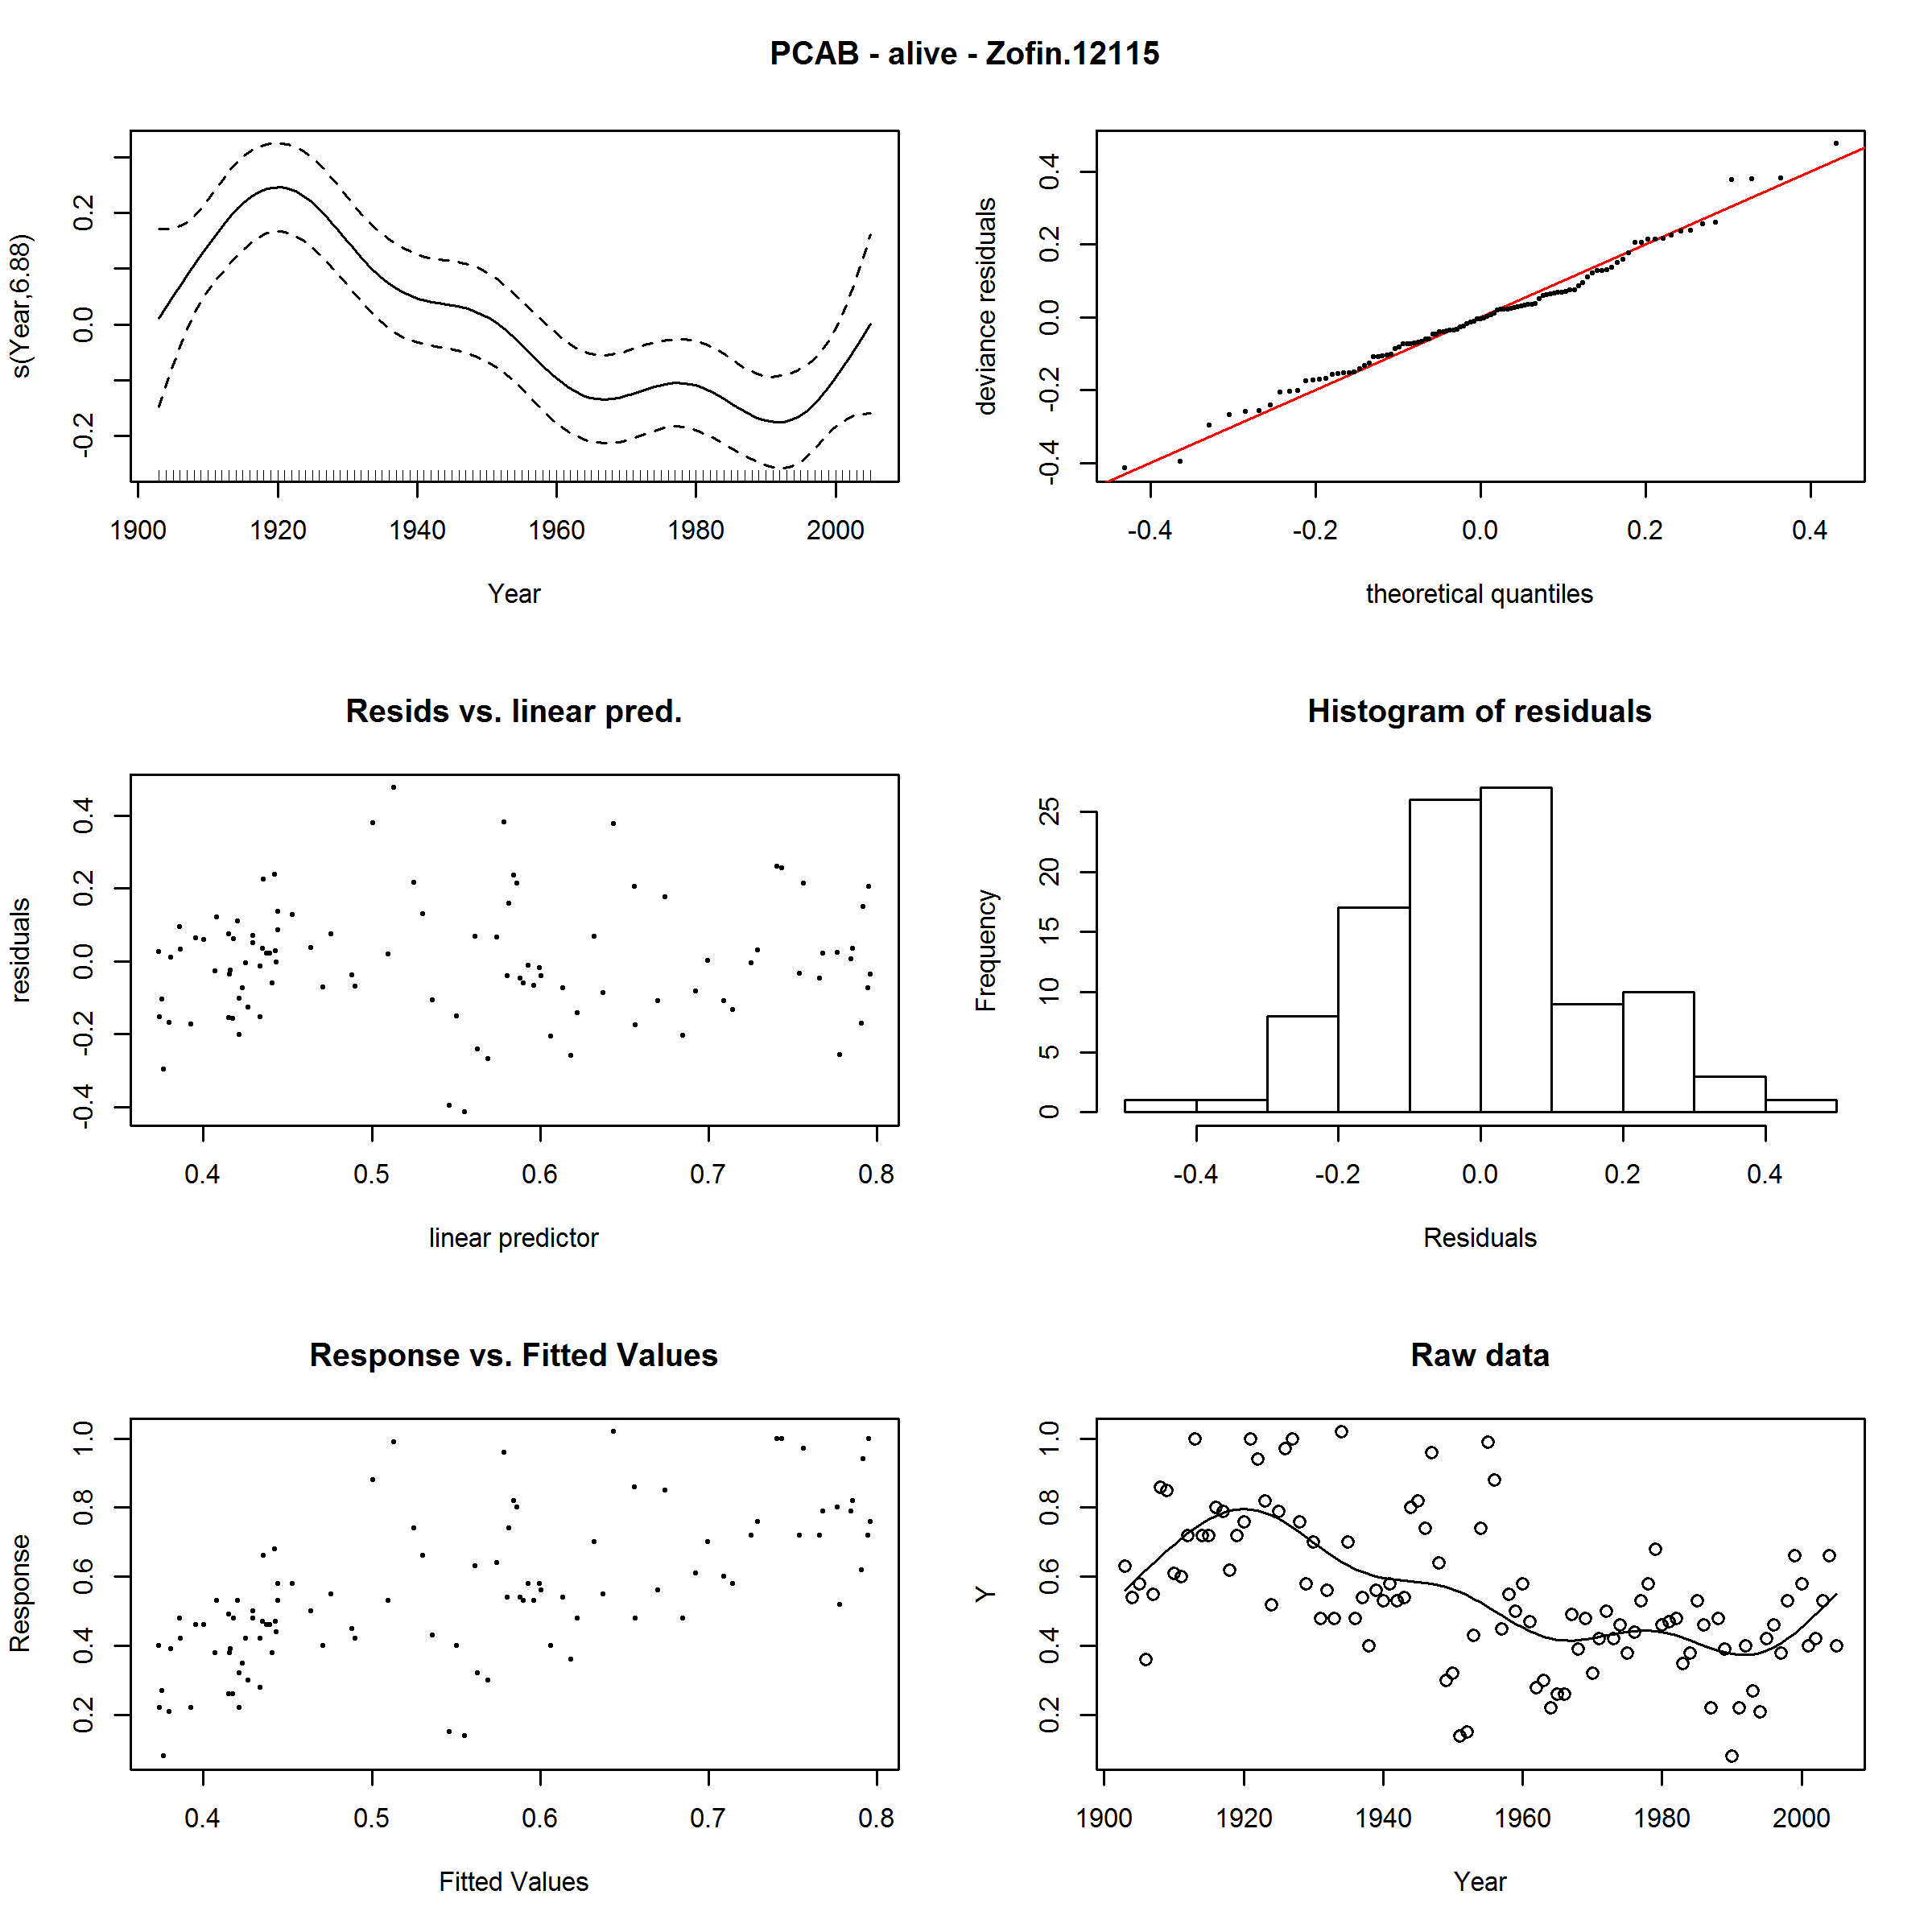 PCAB - alive - Zofin.12115
s(Year,6.88)
-0.2 0.0 0.2
1900 1920 1940 1960 1980 2000
Year
deviance residuals
-0.4 -0.2 0.0 0.2 0.4
-0.4 -0.2 0.0 0.2 0.4
theoretical quantiles
Resids vs. linear pred.
residuals
-0.4 -0.2 0.0 0.2 0.4
0.4 0.5 0.6 0.7 0.8
linear predictor
Histogram of residuals
Frequency
0 5 10 15 20 25
-0.4 -0.2 0.0 0.2 0.4
Residuals
Response vs. Fitted Values
Response
0.2 0.4 0.6 0.8 1.0
0.4 0.5 0.6 0.7 0.8
Fitted Values
Raw data
Y
0.2 0.4 0.6 0.8 1.0
1900 1920 1940 1960 1980 2000
Year